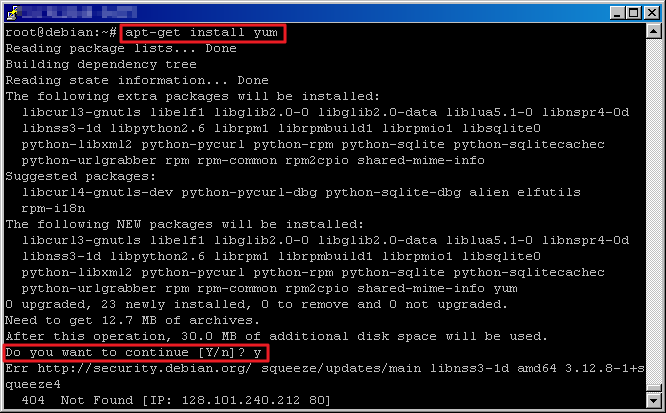 root@debian:~# apt-get install yum
Reading package lists... Done
Building dependency tree
Reading state information... Done
The following extra packages will be installed:
libcurl3-gnutls libelf1 libglib2.0-0 libglib2.0-data liblua5.1-0 libnspr4-0d
libnss3-1d libpython2.6 librpm1 librpmbuild1 librpmio1 libsqlite0
python-libxml2 python-pycurl python-rpm python-sqlite python-sqlitecachec
python-urlgrabber rpm rpm-common rpm2cpio shared-mime-info
Suggested packages:
libcurl4-gnutls-dev python-pycurl-dbg python-sqlite-dbg alien elfutils
rpm-i18n
The following NEW packages will be installed:
libcurl3-gnutls libelf1 libglib2.0-0 libglib2.0-data liblua5.1-0 libnspr4-0d
libnss3-1d libpython2.6 librpm1 librpmbuild1 librpmio1 libsqlite0
python-libxml2 python-pycurl python-rpm python-sqlite python-sqlitecachec
python-urlgrabber rpm rpm-common rpm2cpio shared-mime-info yum
0 upgraded, 23 newly installed, 0 to remove and 0 not upgraded.
Need to get 12.7 MB of archives.
After this operation, 30.0 MB of additional disk space will be used.
Do you want to continue [Y/n]? y
Err http://security.debian.org/ squeeze/updates/main libnss3-1d amd64 3.12.8-1+s
queeze4
404  Not Found [IP: 128.101.240.212 80]